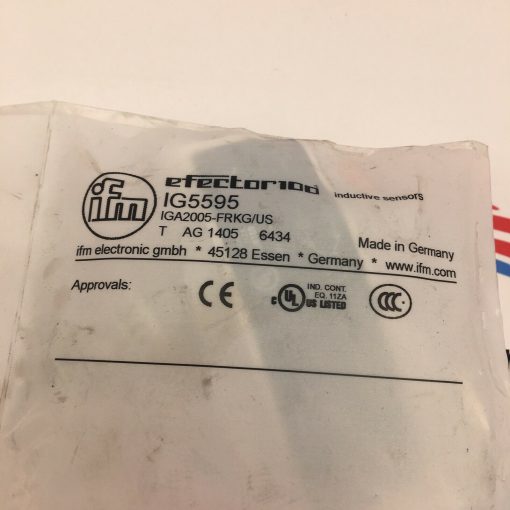 ifm
efector100 inductive sensors
IG5595
IGA2005-FRKG/US
T AG 1405 6434
Made in Germany
ifm electronic gmbh * 45128 Essen * Germany * www.ifm.com
Approvals:
CE
c UL US LISTED
IND. CONT.
EQ. 11ZA
CCC